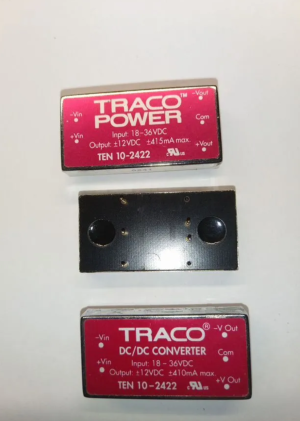 TRACO™
POWER
-Vin
-Vout
+Vin
Com
Input: 18-36VDC
Output: ±12VDC ±415mA max.
+Vout
TEN 10-2422
TRACO®
-Vin
-V Out
DC/DC CONVERTER
+Vin
Com
Input: 18 - 36VDC
Output: ±12VDC ±410mA max.
+V Out
TEN 10-2422